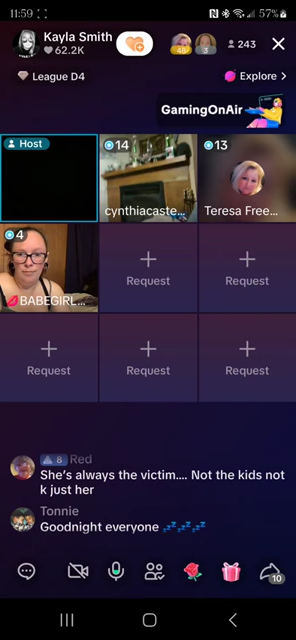 11:59
57%
Kayla Smith
62.2K
48
3
243
League D4
Explore >
GamingOnAir
Host
14
cynthiacaste...
13
Teresa Free...
4
BABEGIRL...
Request
Request
Request
Request
Request
8 Red
She's always the victim.... Not the kids not
k just her
Tonnie
Goodnight everyone 💤💤💤
10